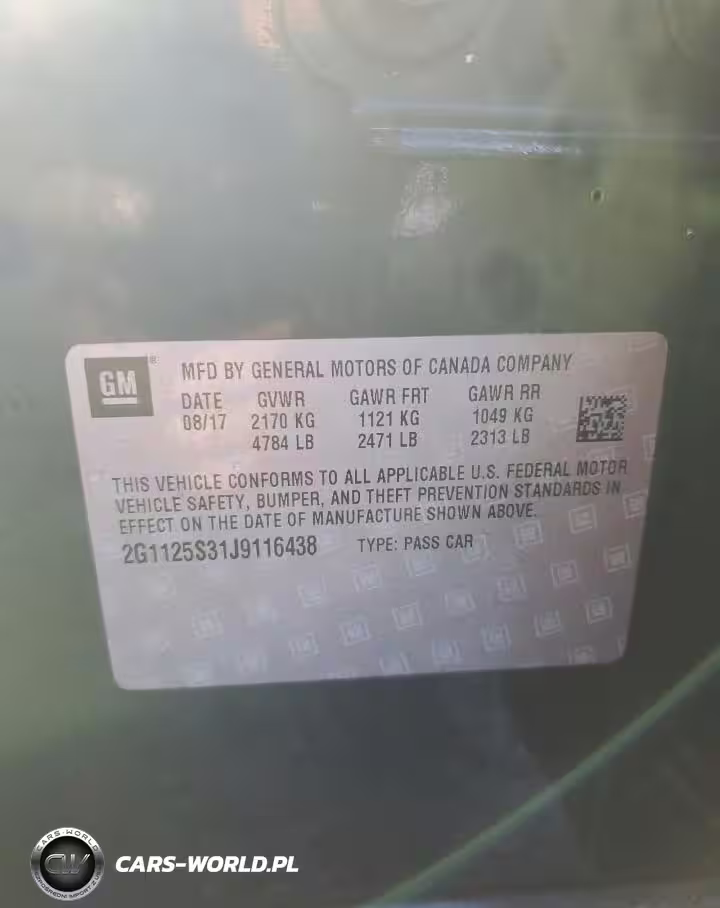 GM ®
MFD BY GENERAL MOTORS OF CANADA COMPANY
DATE GVWR GAWR FRT GAWR RR
08/17 2170 KG 1121 KG 1049 KG
4784 LB 2471 LB 2313 LB
THIS VEHICLE CONFORMS TO ALL APPLICABLE U.S. FEDERAL MOTOR
VEHICLE SAFETY, BUMPER, AND THEFT PREVENTION STANDARDS IN
EFFECT ON THE DATE OF MANUFACTURE SHOWN ABOVE.
2G1125S31J9116438 TYPE: PASS CAR
CARS-WORLD
CW
CARS-WORLD.PL